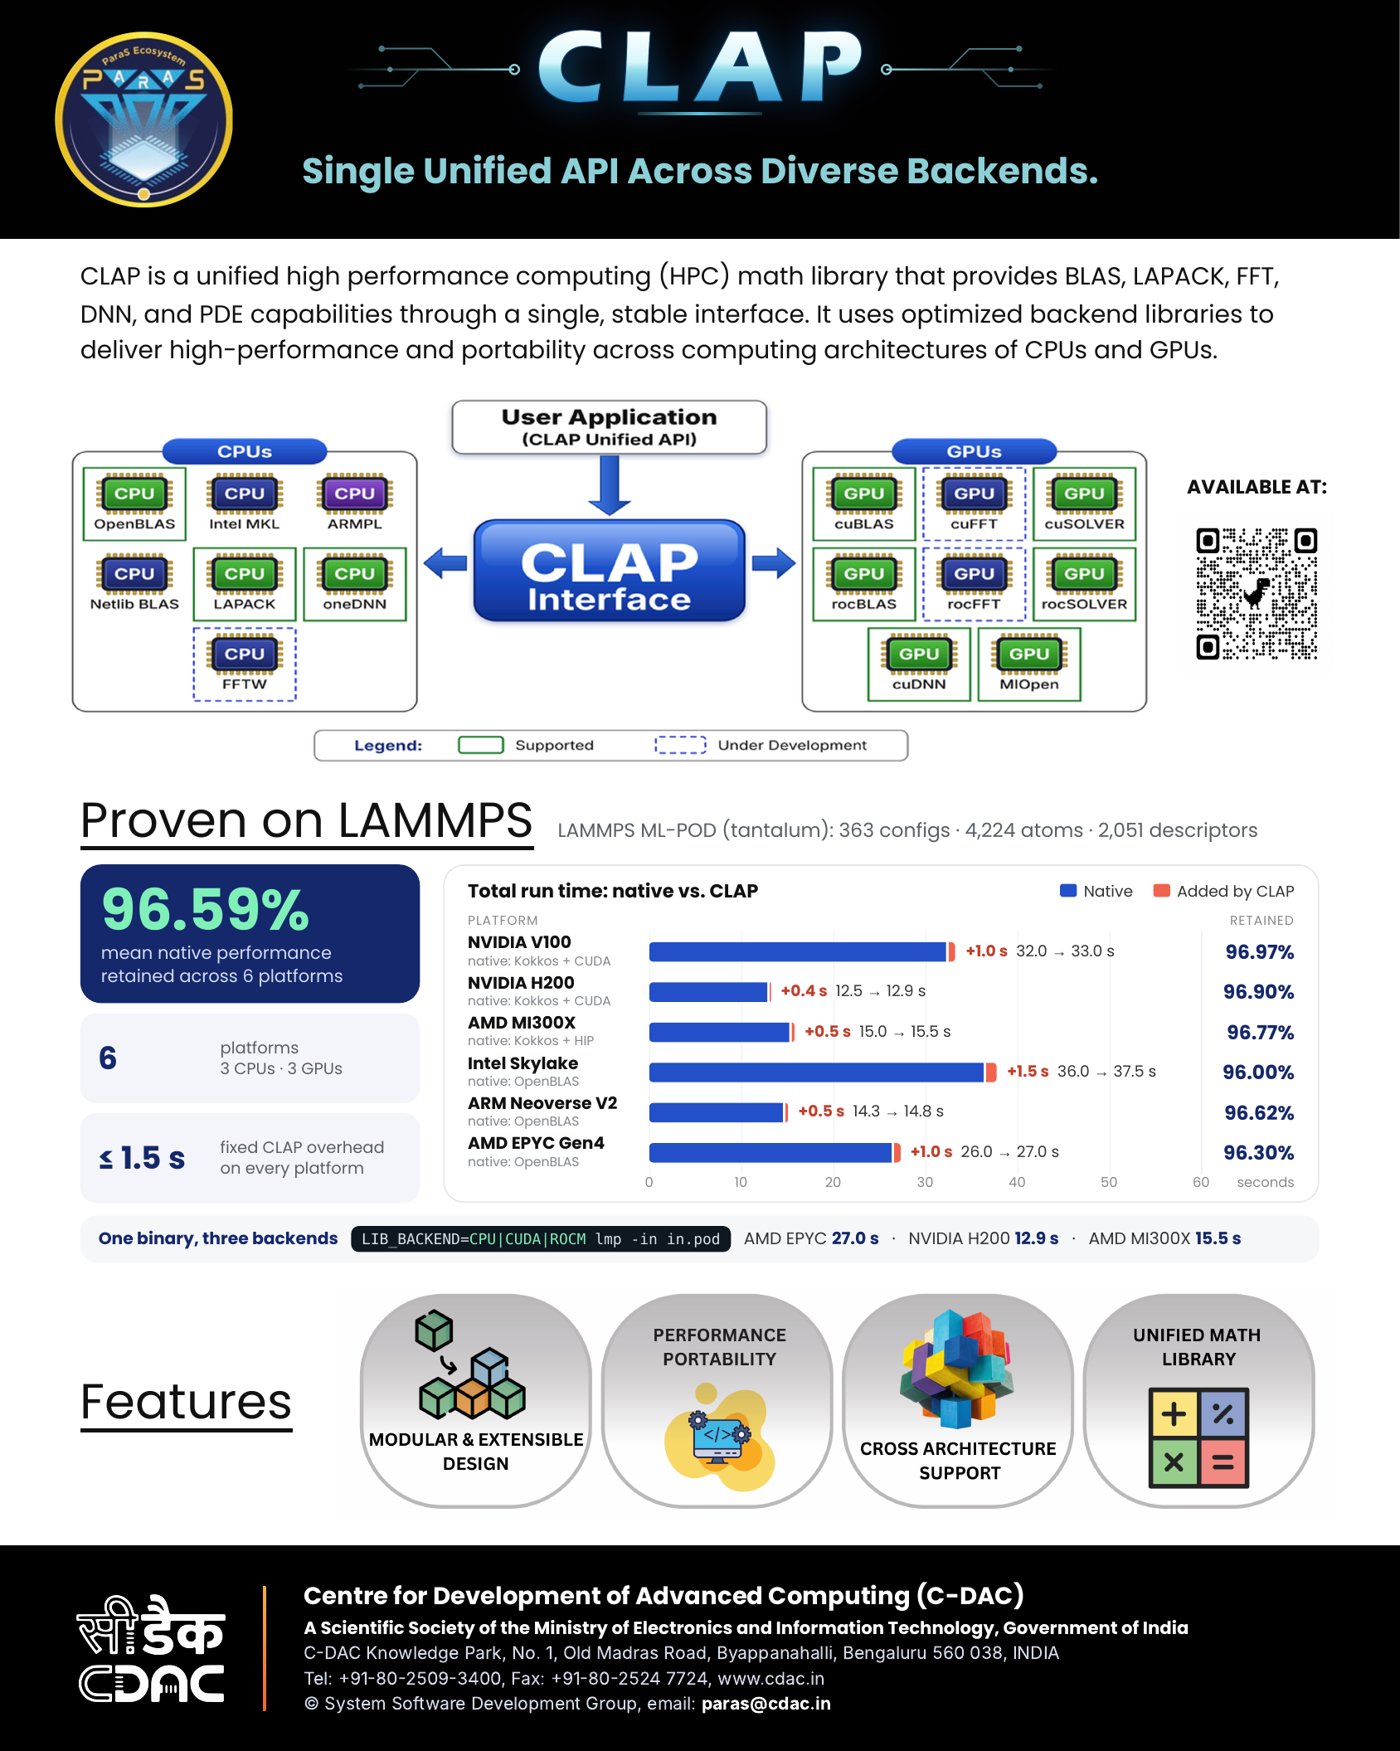 ParaS Ecosystem
PARAS
CLAP
Single Unified API Across Diverse Backends.
CLAP is a unified high performance computing (HPC) math library that provides BLAS, LAPACK, FFT,
DNN, and PDE capabilities through a single, stable interface. It uses optimized backend libraries to
deliver high-performance and portability across computing architectures of CPUs and GPUs.
User Application
(CLAP Unified API)
CPUs
CPU CPU CPU
OpenBLAS Intel MKL ARMPL
CPU CPU CPU
Netlib BLAS LAPACK oneDNN
CPU
FFTW
CLAP
Interface
GPUs
GPU GPU GPU
cuBLAS cuFFT cuSOLVER
GPU GPU GPU
rocBLAS rocFFT rocSOLVER
GPU GPU
cuDNN MIOpen
AVAILABLE AT:
Legend: Supported Under Development
Proven on LAMMPS LAMMPS ML-POD (tantalum): 363 configs · 4,224 atoms · 2,051 descriptors
96.59%
mean native performance
retained across 6 platforms
6 platforms
3 CPUs · 3 GPUs
≤ 1.5 s fixed CLAP overhead
on every platform
Total run time: native vs. CLAP Native Added by CLAP
PLATFORM RETAINED
NVIDIA V100
native: Kokkos + CUDA
+1.0 s 32.0 → 33.0 s 96.97%
NVIDIA H200
native: Kokkos + CUDA
+0.4 s 12.5 → 12.9 s 96.90%
AMD MI300X
native: Kokkos + HIP
+0.5 s 15.0 → 15.5 s 96.77%
Intel Skylake
native: OpenBLAS
+1.5 s 36.0 → 37.5 s 96.00%
ARM Neoverse V2
native: OpenBLAS
+0.5 s 14.3 → 14.8 s 96.62%
AMD EPYC Gen4
native: OpenBLAS
+1.0 s 26.0 → 27.0 s 96.30%
0 10 20 30 40 50 60 seconds
One binary, three backends LIB_BACKEND=CPU|CUDA|ROCM lmp -in in.pod AMD EPYC 27.0 s · NVIDIA H200 12.9 s · AMD MI300X 15.5 s
Features
MODULAR & EXTENSIBLE
DESIGN
PERFORMANCE
PORTABILITY
</>
CROSS ARCHITECTURE
SUPPORT
UNIFIED MATH
LIBRARY
+ %
× =
सी डैक
CDAC
Centre for Development of Advanced Computing (C-DAC)
A Scientific Society of the Ministry of Electronics and Information Technology, Government of India
C-DAC Knowledge Park, No. 1, Old Madras Road, Byappanahalli, Bengaluru 560 038, INDIA
Tel: +91-80-2509-3400, Fax: +91-80-2524 7724, www.cdac.in
© System Software Development Group, email: paras@cdac.in